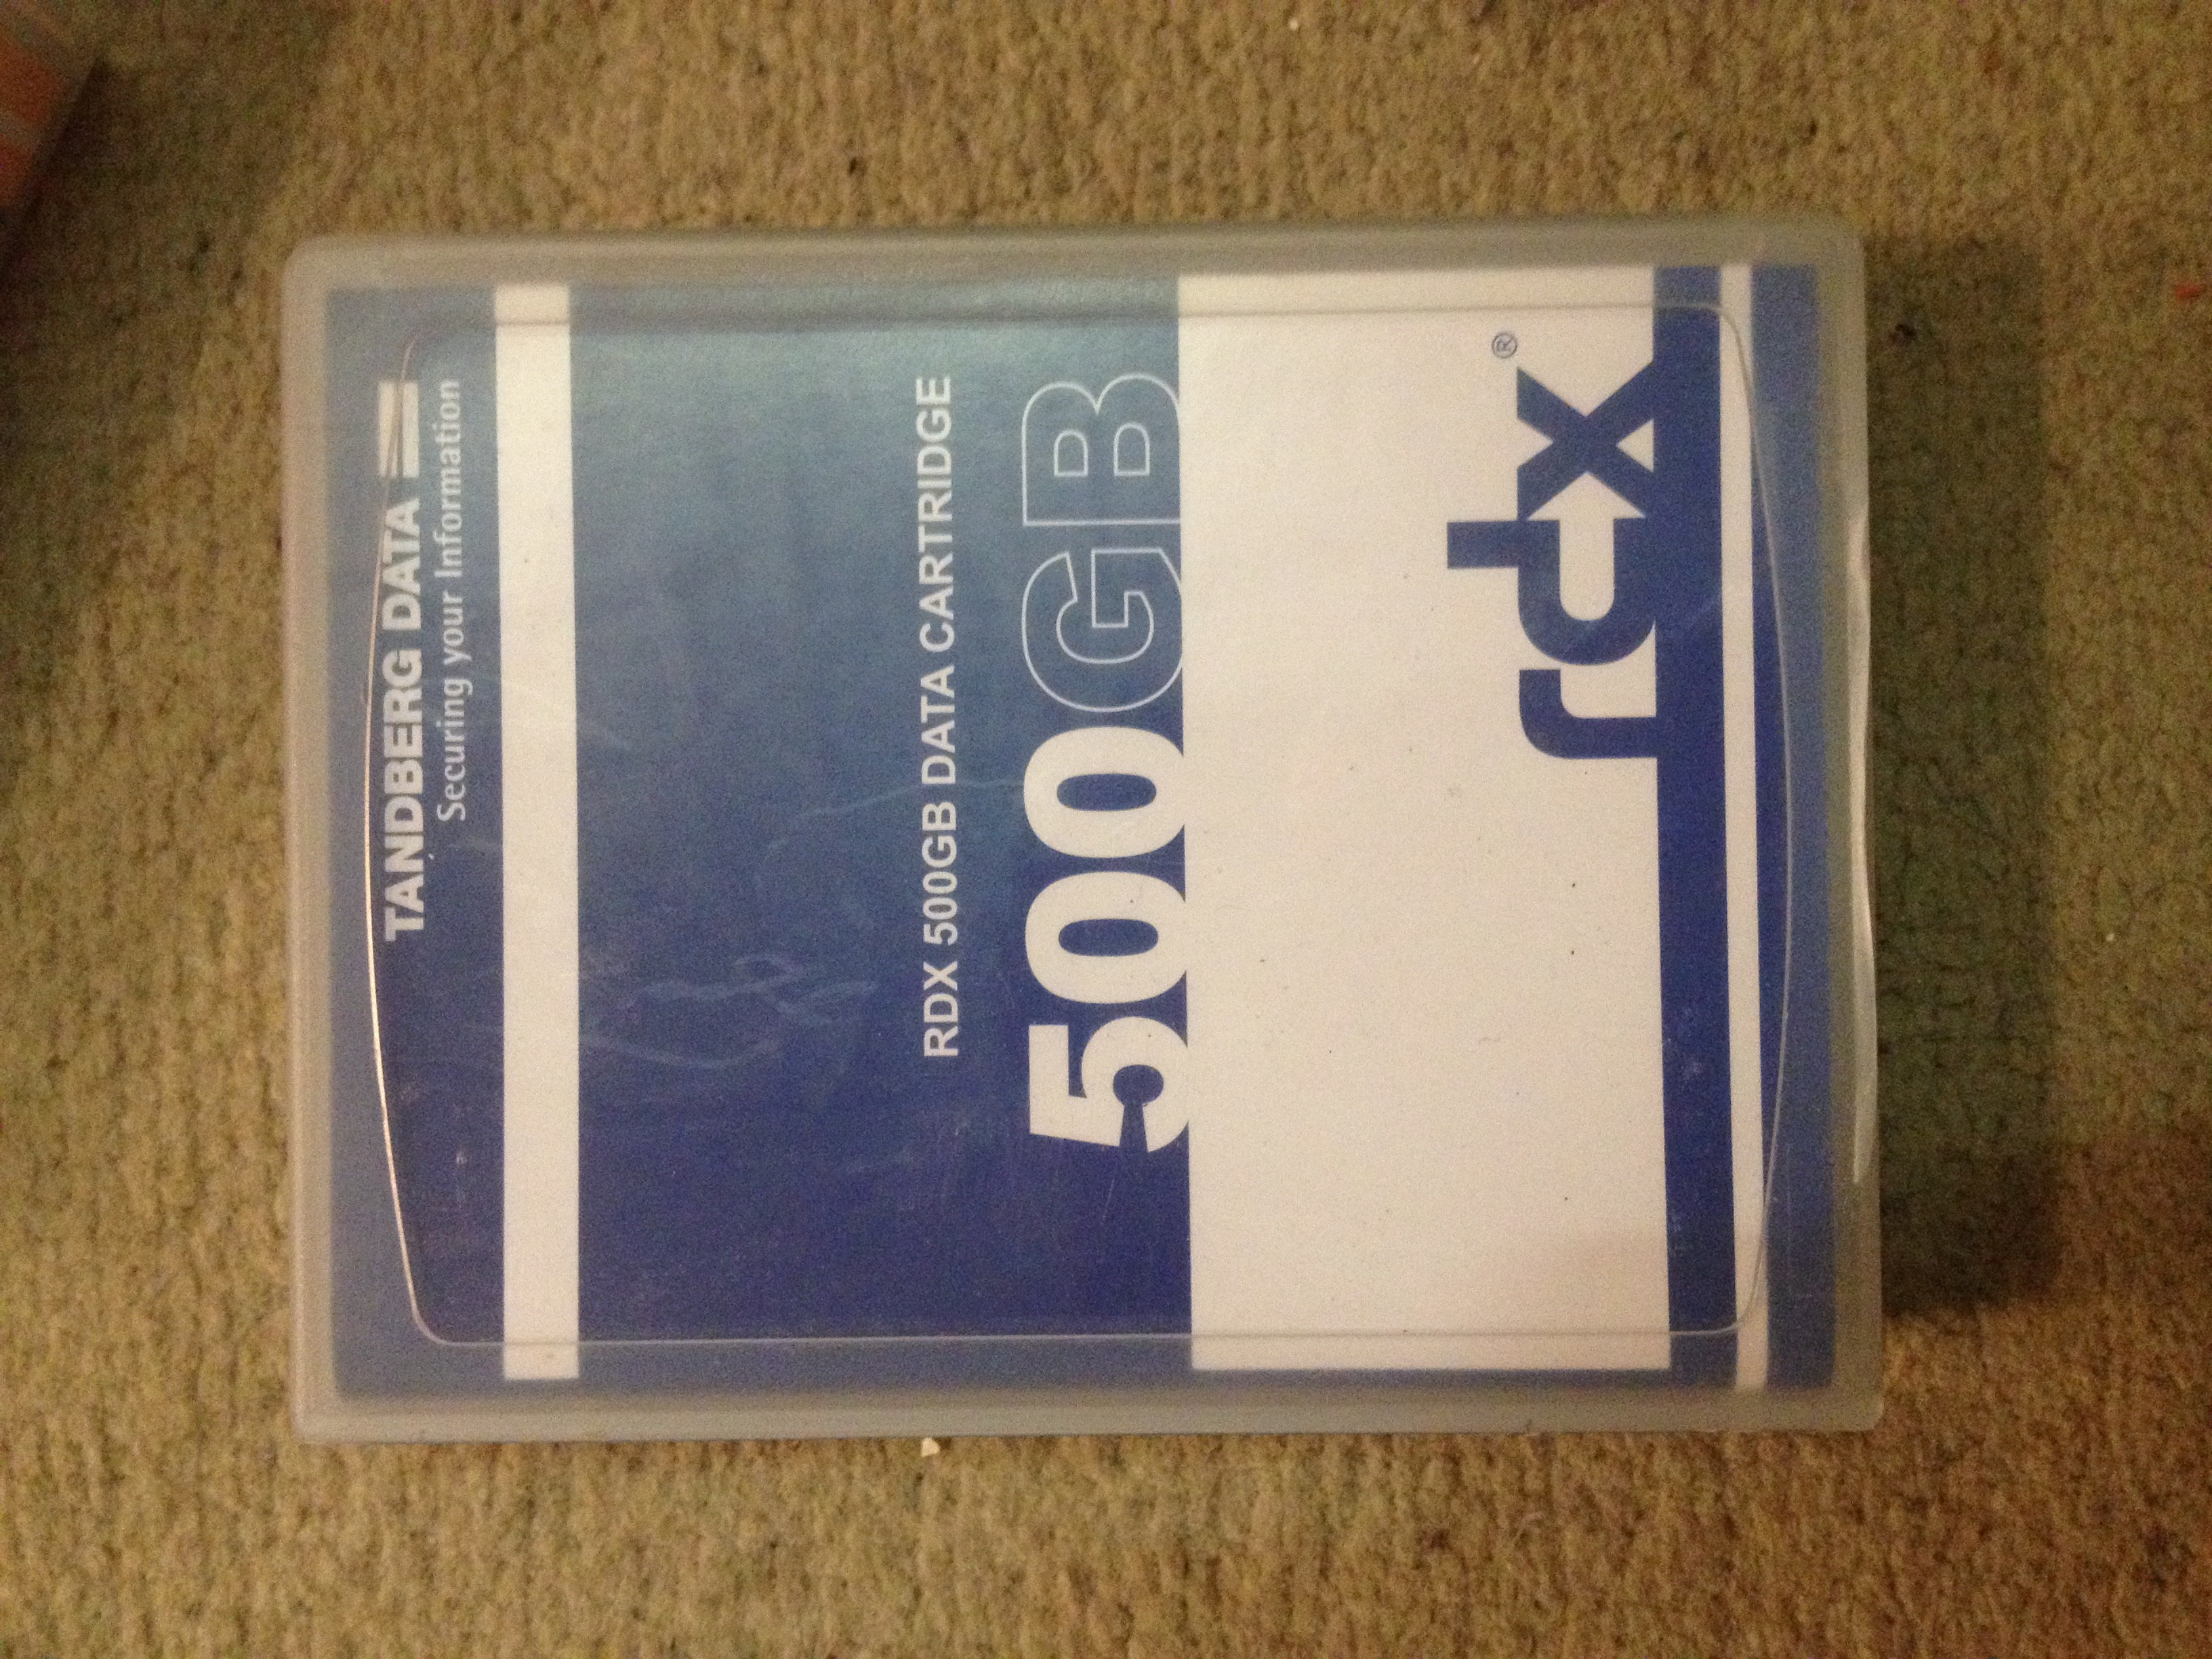 TANDBERG DATA
Securing your Information
RDX 500GB DATA CARTRIDGE
500GB
rdx®